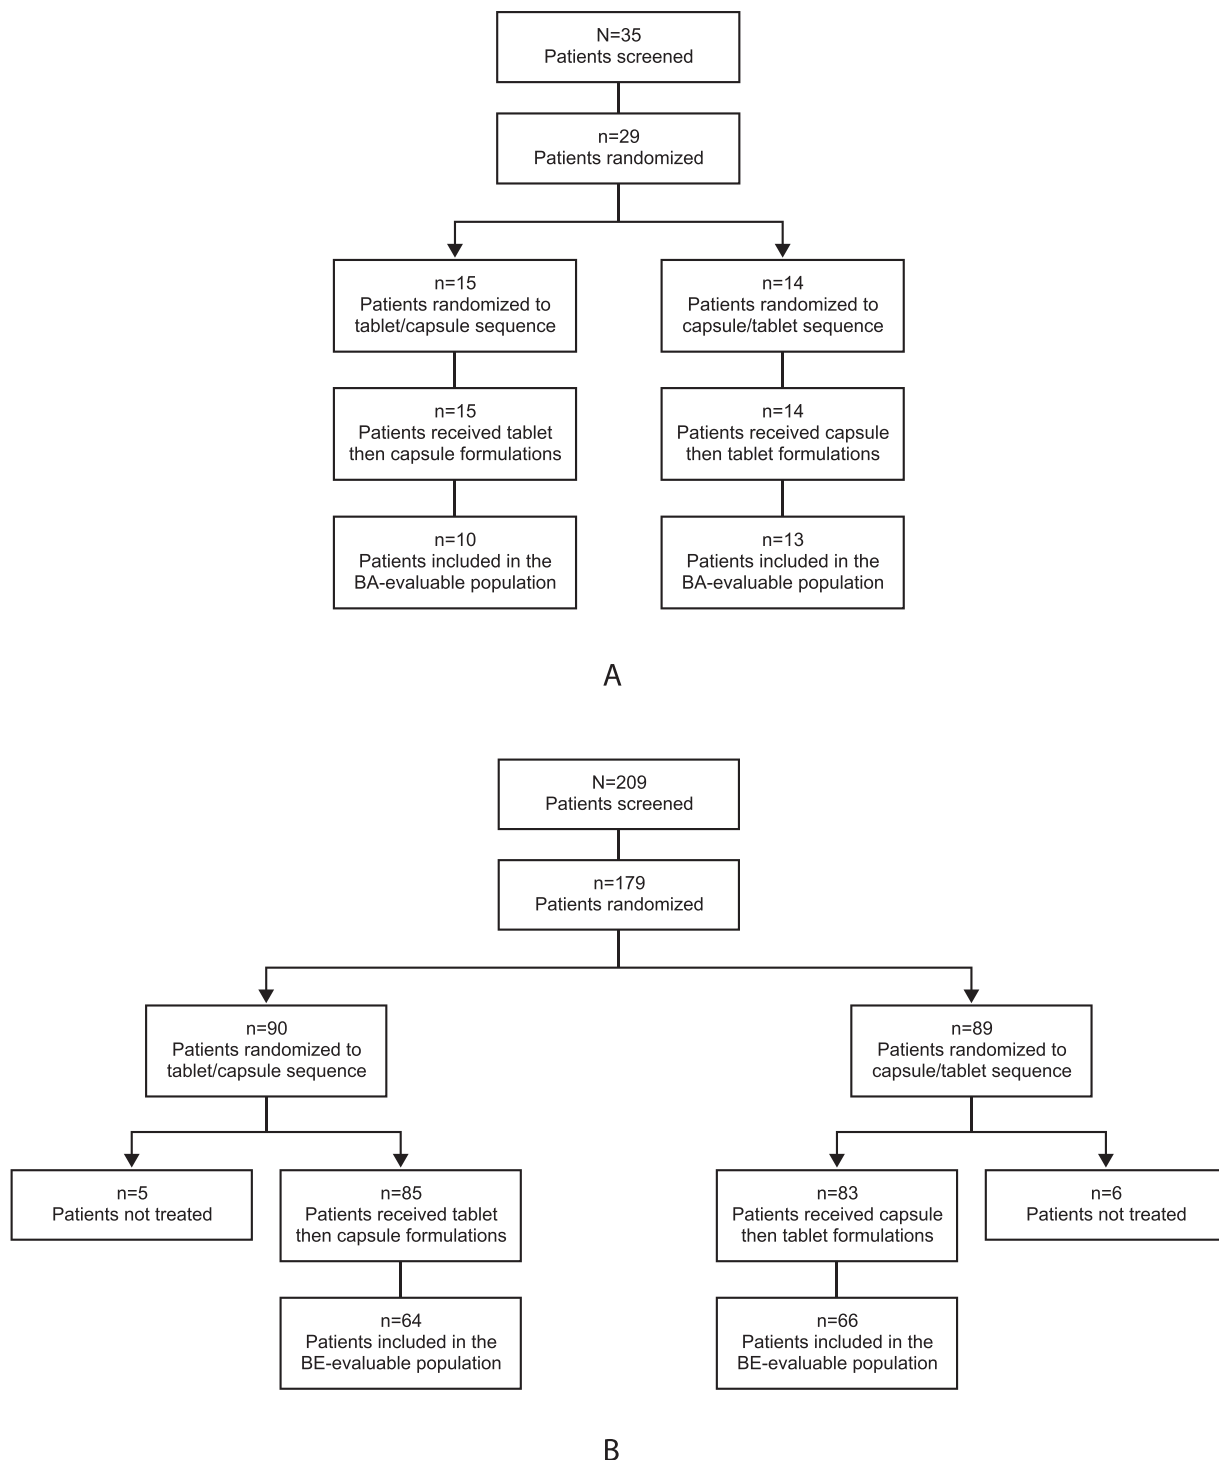 N=35
Patients screened
n=29
Patients randomized
n=15
Patients randomized to
tablet/capsule sequence
n=14
Patients randomized to
capsule/tablet sequence
n=15
Patients received tablet
then capsule formulations
n=14
Patients received capsule
then tablet formulations
n=10
Patients included in the
BA-evaluable population
n=13
Patients included in the
BA-evaluable population
A
N=209
Patients screened
n=179
Patients randomized
n=90
Patients randomized to
tablet/capsule sequence
n=89
Patients randomized to
capsule/tablet sequence
n=5
Patients not treated
n=85
Patients received tablet
then capsule formulations
n=83
Patients received capsule
then tablet formulations
n=6
Patients not treated
n=64
Patients included in the
BE-evaluable population
n=66
Patients included in the
BE-evaluable population
B